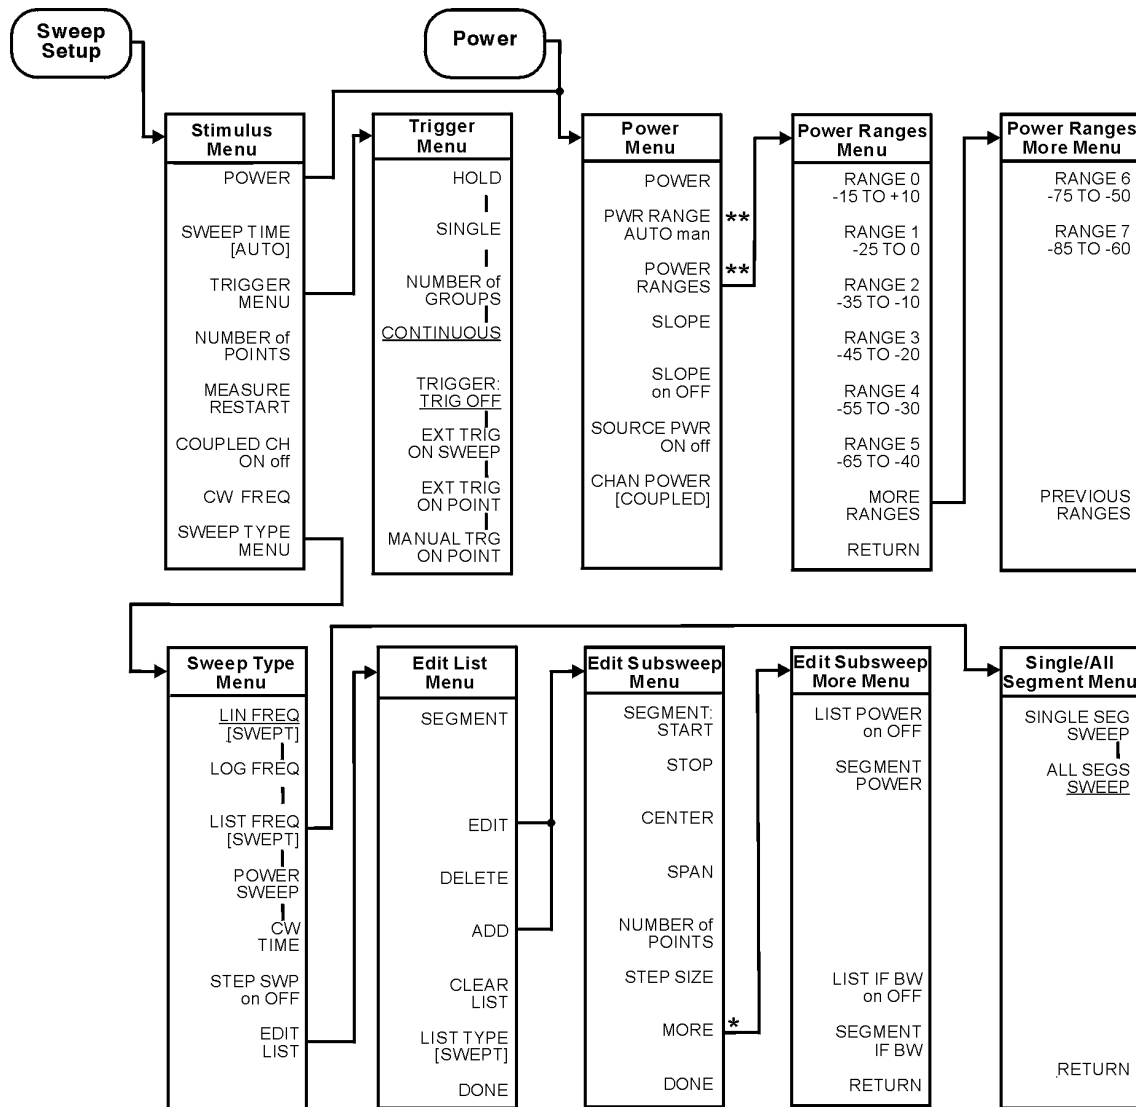 Sweep
Setup
Power
Stimulus
Menu
POWER
SWEEP TIME
[AUTO]
TRIGGER
MENU
NUMBER of
POINTS
MEASURE
RESTART
COUPLED CH
ON off
CW FREQ
SWEEP TYPE
MENU
Trigger
Menu
HOLD
SINGLE
NUMBER of
GROUPS
CONTINUOUS
TRIGGER:
TRIG OFF
EXT TRIG
ON SWEEP
EXT TRIG
ON POINT
MANUAL TRG
ON POINT
Power
Menu
POWER
PWR RANGE **
AUTO man
POWER **
RANGES
SLOPE
SLOPE
on OFF
SOURCE PWR
ON off
CHAN POWER
[COUPLED]
Power Ranges
Menu
RANGE 0
-15 TO +10
RANGE 1
-25 TO 0
RANGE 2
-35 TO -10
RANGE 3
-45 TO -20
RANGE 4
-55 TO -30
RANGE 5
-65 TO -40
MORE
RANGES
RETURN
Power Ranges
More Menu
RANGE 6
-75 TO -50
RANGE 7
-85 TO -60
PREVIOUS
RANGES
Sweep Type
Menu
LIN FREQ
[SWEPT]
LOG FREQ
LIST FREQ
[SWEPT]
POWER
SWEEP
CW
TIME
STEP SWP
on OFF
EDIT
LIST
Edit List
Menu
SEGMENT
EDIT
DELETE
ADD
CLEAR
LIST
LIST TYPE
[SWEPT]
DONE
Edit Subsweep
Menu
SEGMENT:
START
STOP
CENTER
SPAN
NUMBER of
POINTS
STEP SIZE
MORE *
DONE
Edit Subsweep
More Menu
LIST POWER
on OFF
SEGMENT
POWER
LIST IF BW
on OFF
SEGMENT
IF BW
RETURN
Single/All
Segment Menu
SINGLE SEG
SWEEP
ALL SEGS
SWEEP
RETURN